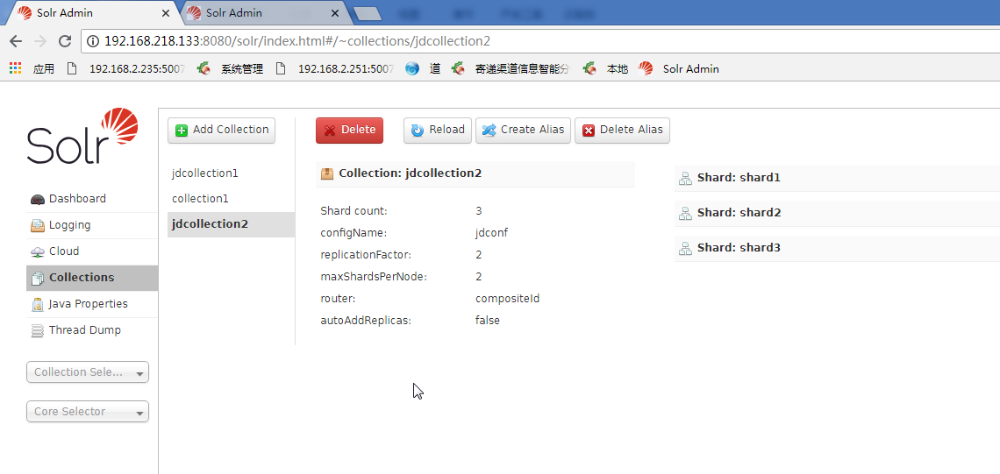 Solr Admin
Solr Admin
192.168.218.133:8080/solr/index.html#/~collections/jdcollection2
应用 192.168.2.235:5007 系统管理 192.168.2.251:5007 道 寄递渠道信息智能分 本地 Solr Admin
Solr
Dashboard
Logging
Cloud
Collections
Java Properties
Thread Dump
Collection Sele...
Core Selector
Add Collection
jdcollection1
collection1
jdcollection2
Delete Reload Create Alias Delete Alias
Collection: jdcollection2
Shard count: 3
configName: jdconf
replicationFactor: 2
maxShardsPerNode: 2
router: compositeId
autoAddReplicas: false
Shard: shard1
Shard: shard2
Shard: shard3